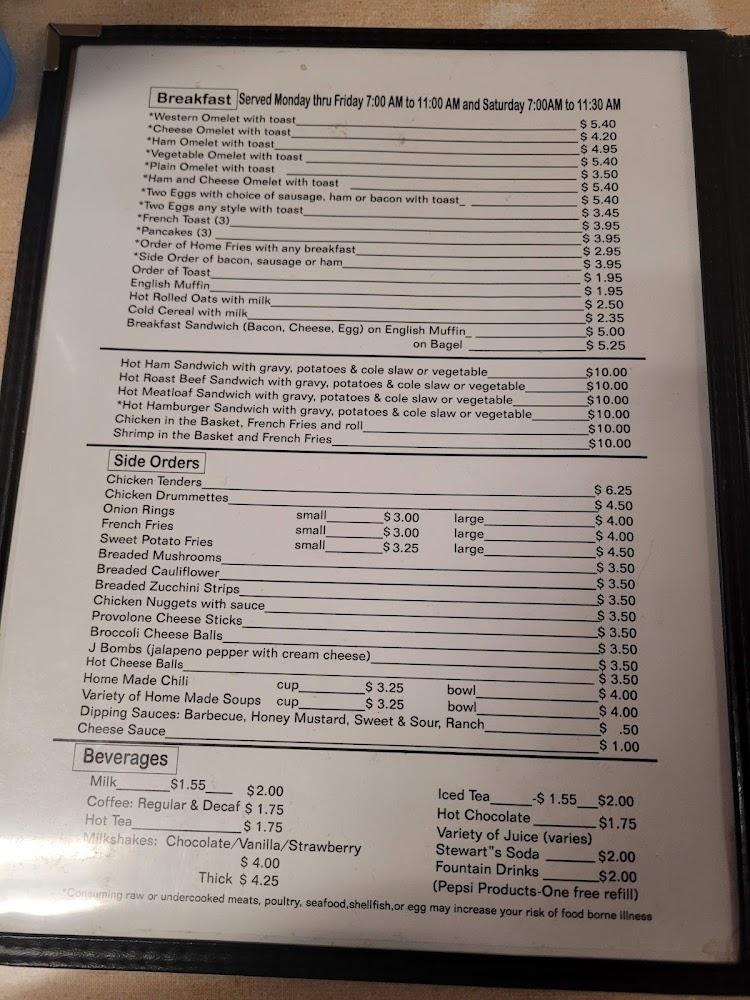 Breakfast Served Monday thru Friday 7:00 AM to 11:00 AM and Saturday 7:00AM to 11:30 AM
*Western Omelet with toast $ 5.40
*Cheese Omelet with toast $ 4.20
*Ham Omelet with toast $ 4.95
*Vegetable Omelet with toast $ 5.40
*Plain Omelet with toast $ 3.50
*Ham and Cheese Omelet with toast $ 5.40
*Two Eggs with choice of sausage, ham or bacon with toast $ 5.40
*Two Eggs any style with toast $ 3.45
*French Toast (3) $ 3.95
*Pancakes (3) $ 3.95
*Order of Home Fries with any breakfast $ 2.95
*Side Order of bacon, sausage or ham $ 3.95
Order of Toast $ 1.95
English Muffin $ 1.95
Hot Rolled Oats with milk $ 2.50
Cold Cereal with milk $ 2.35
Breakfast Sandwich (Bacon, Cheese, Egg) on English Muffin $ 5.00
on Bagel $ 5.25
Hot Ham Sandwich with gravy, potatoes & cole slaw or vegetable $10.00
Hot Roast Beef Sandwich with gravy, potatoes & cole slaw or vegetable $10.00
Hot Meatloaf Sandwich with gravy, potatoes & cole slaw or vegetable $10.00
*Hot Hamburger Sandwich with gravy, potatoes & cole slaw or vegetable $10.00
Chicken in the Basket, French Fries and roll $10.00
Shrimp in the Basket and French Fries $10.00
Side Orders
Chicken Tenders $ 6.25
Chicken Drummettes $ 4.50
Onion Rings small $ 3.00 large $ 4.00
French Fries small $ 3.00 large $ 4.00
Sweet Potato Fries small $ 3.25 large $ 4.50
Breaded Mushrooms $ 3.50
Breaded Cauliflower $ 3.50
Breaded Zucchini Strips $ 3.50
Chicken Nuggets with sauce $ 3.50
Provolone Cheese Sticks $ 3.50
Broccoli Cheese Balls $ 3.50
J Bombs (jalapeno pepper with cream cheese) $ 3.50
Hot Cheese Balls $ 3.50
Home Made Chili cup $ 3.25 bowl $ 4.00
Variety of Home Made Soups cup $ 3.25 bowl $ 4.00
Dipping Sauces: Barbecue, Honey Mustard, Sweet & Sour, Ranch $ .50
Cheese Sauce $ 1.00
Beverages
Milk $1.55 $2.00
Coffee: Regular & Decaf $ 1.75
Hot Tea $ 1.75
Milkshakes: Chocolate/Vanilla/Strawberry
$ 4.00
Thick $ 4.25
Iced Tea -$ 1.55 $2.00
Hot Chocolate $1.75
Variety of Juice (varies)
Stewart"s Soda $2.00
Fountain Drinks $2.00
(Pepsi Products-One free refill)
*Consuming raw or undercooked meats, poultry, seafood,shellfish,or egg may increase your risk of food borne illness